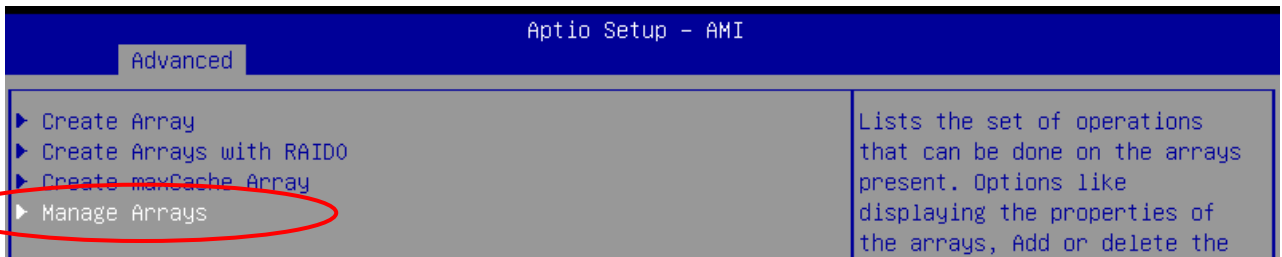 Aptio Setup – AMI
Advanced
Create Array
Create Arrays with RAID0
Create maxCache Array
Manage Arrays
Lists the set of operations
that can be done on the arrays
present. Options like
displaying the properties of
the arrays, Add or delete the